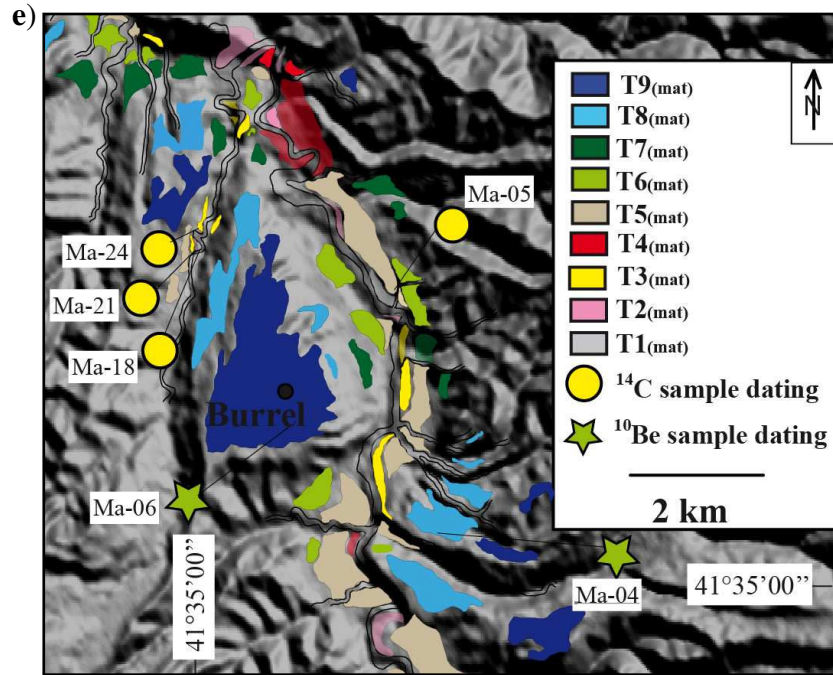 e)
T9(mat)
T8(mat)
T7(mat)
T6(mat)
T5(mat)
T4(mat)
T3(mat)
T2(mat)
T1(mat)
14C sample dating
10Be sample dating
2 km
N
Ma-05
Ma-24
Ma-21
Ma-18
Burrel
Ma-06
Ma-04
41°35’00”
41°35’00”